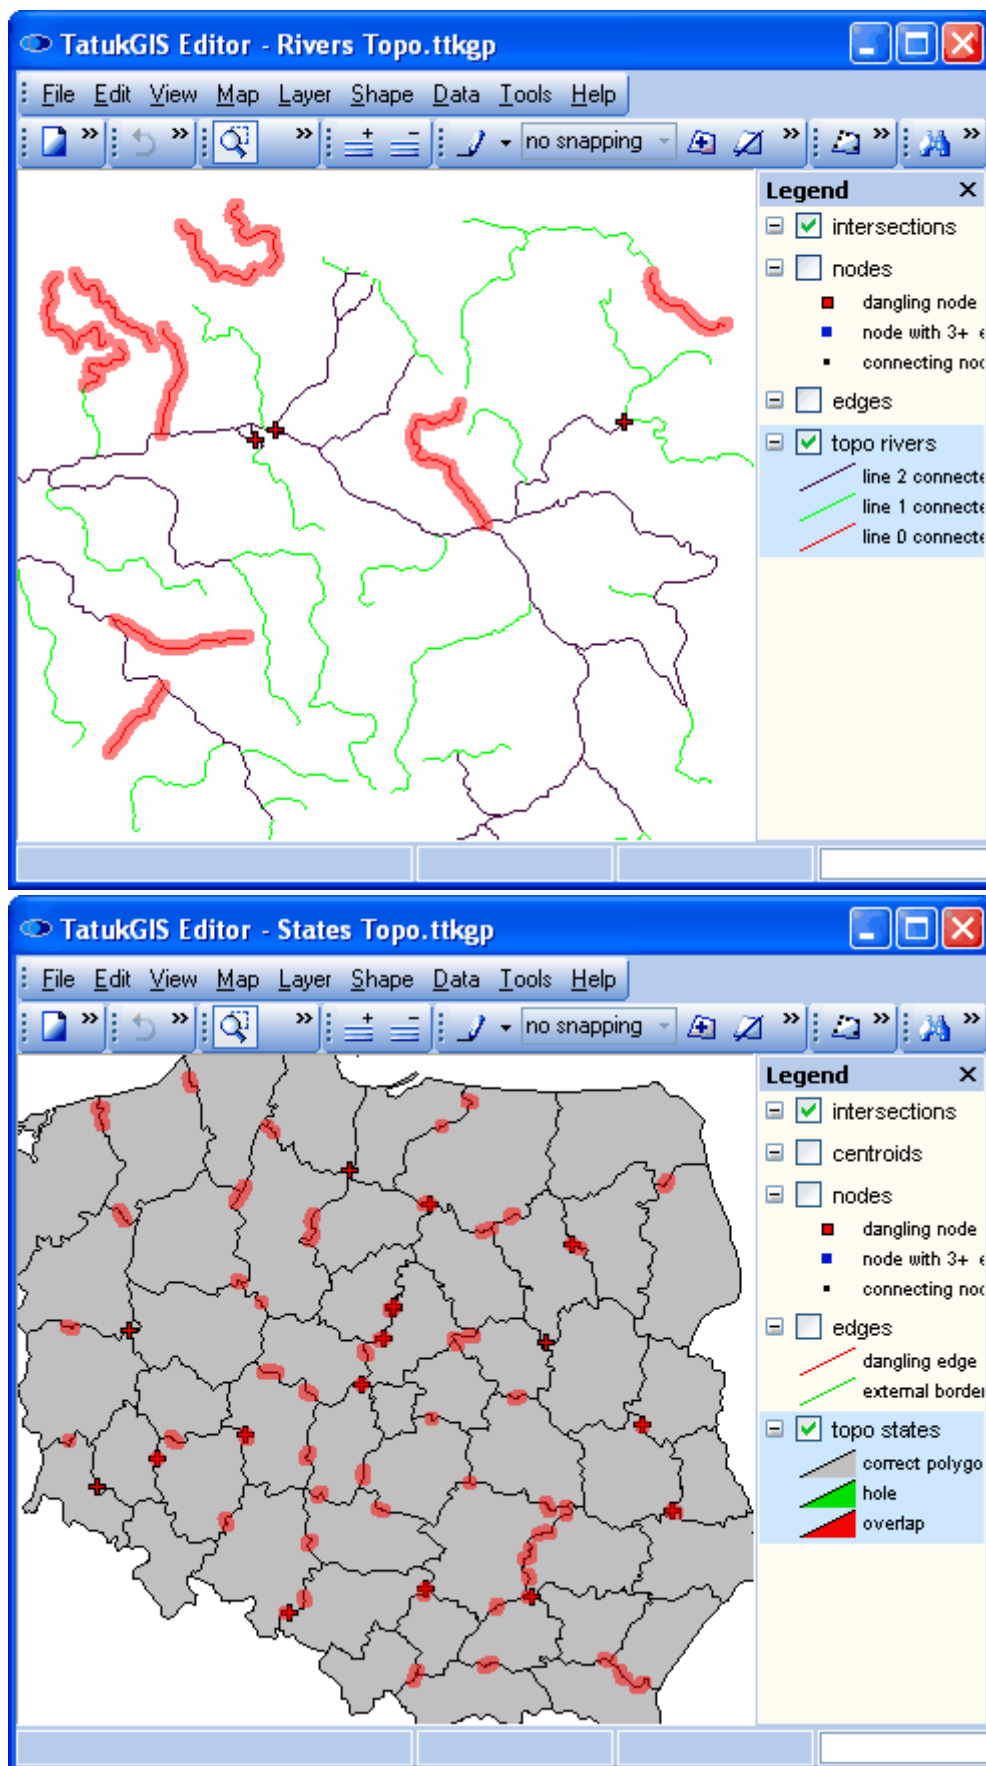 TatukGIS Editor - Rivers Topo.ttkgp
File Edit View Map Layer Shape Data Tools Help
no snapping
Legend
intersections
nodes
dangling node
node with 3+ e
connecting noc
edges
topo rivers
line 2 connecte
line 1 connecte
line 0 connecte
TatukGIS Editor - States Topo.ttkgp
File Edit View Map Layer Shape Data Tools Help
no snapping
Legend
intersections
centroids
nodes
dangling node
node with 3+ e
connecting noc
edges
dangling edge
external border
topo states
correct polygo
hole
overlap